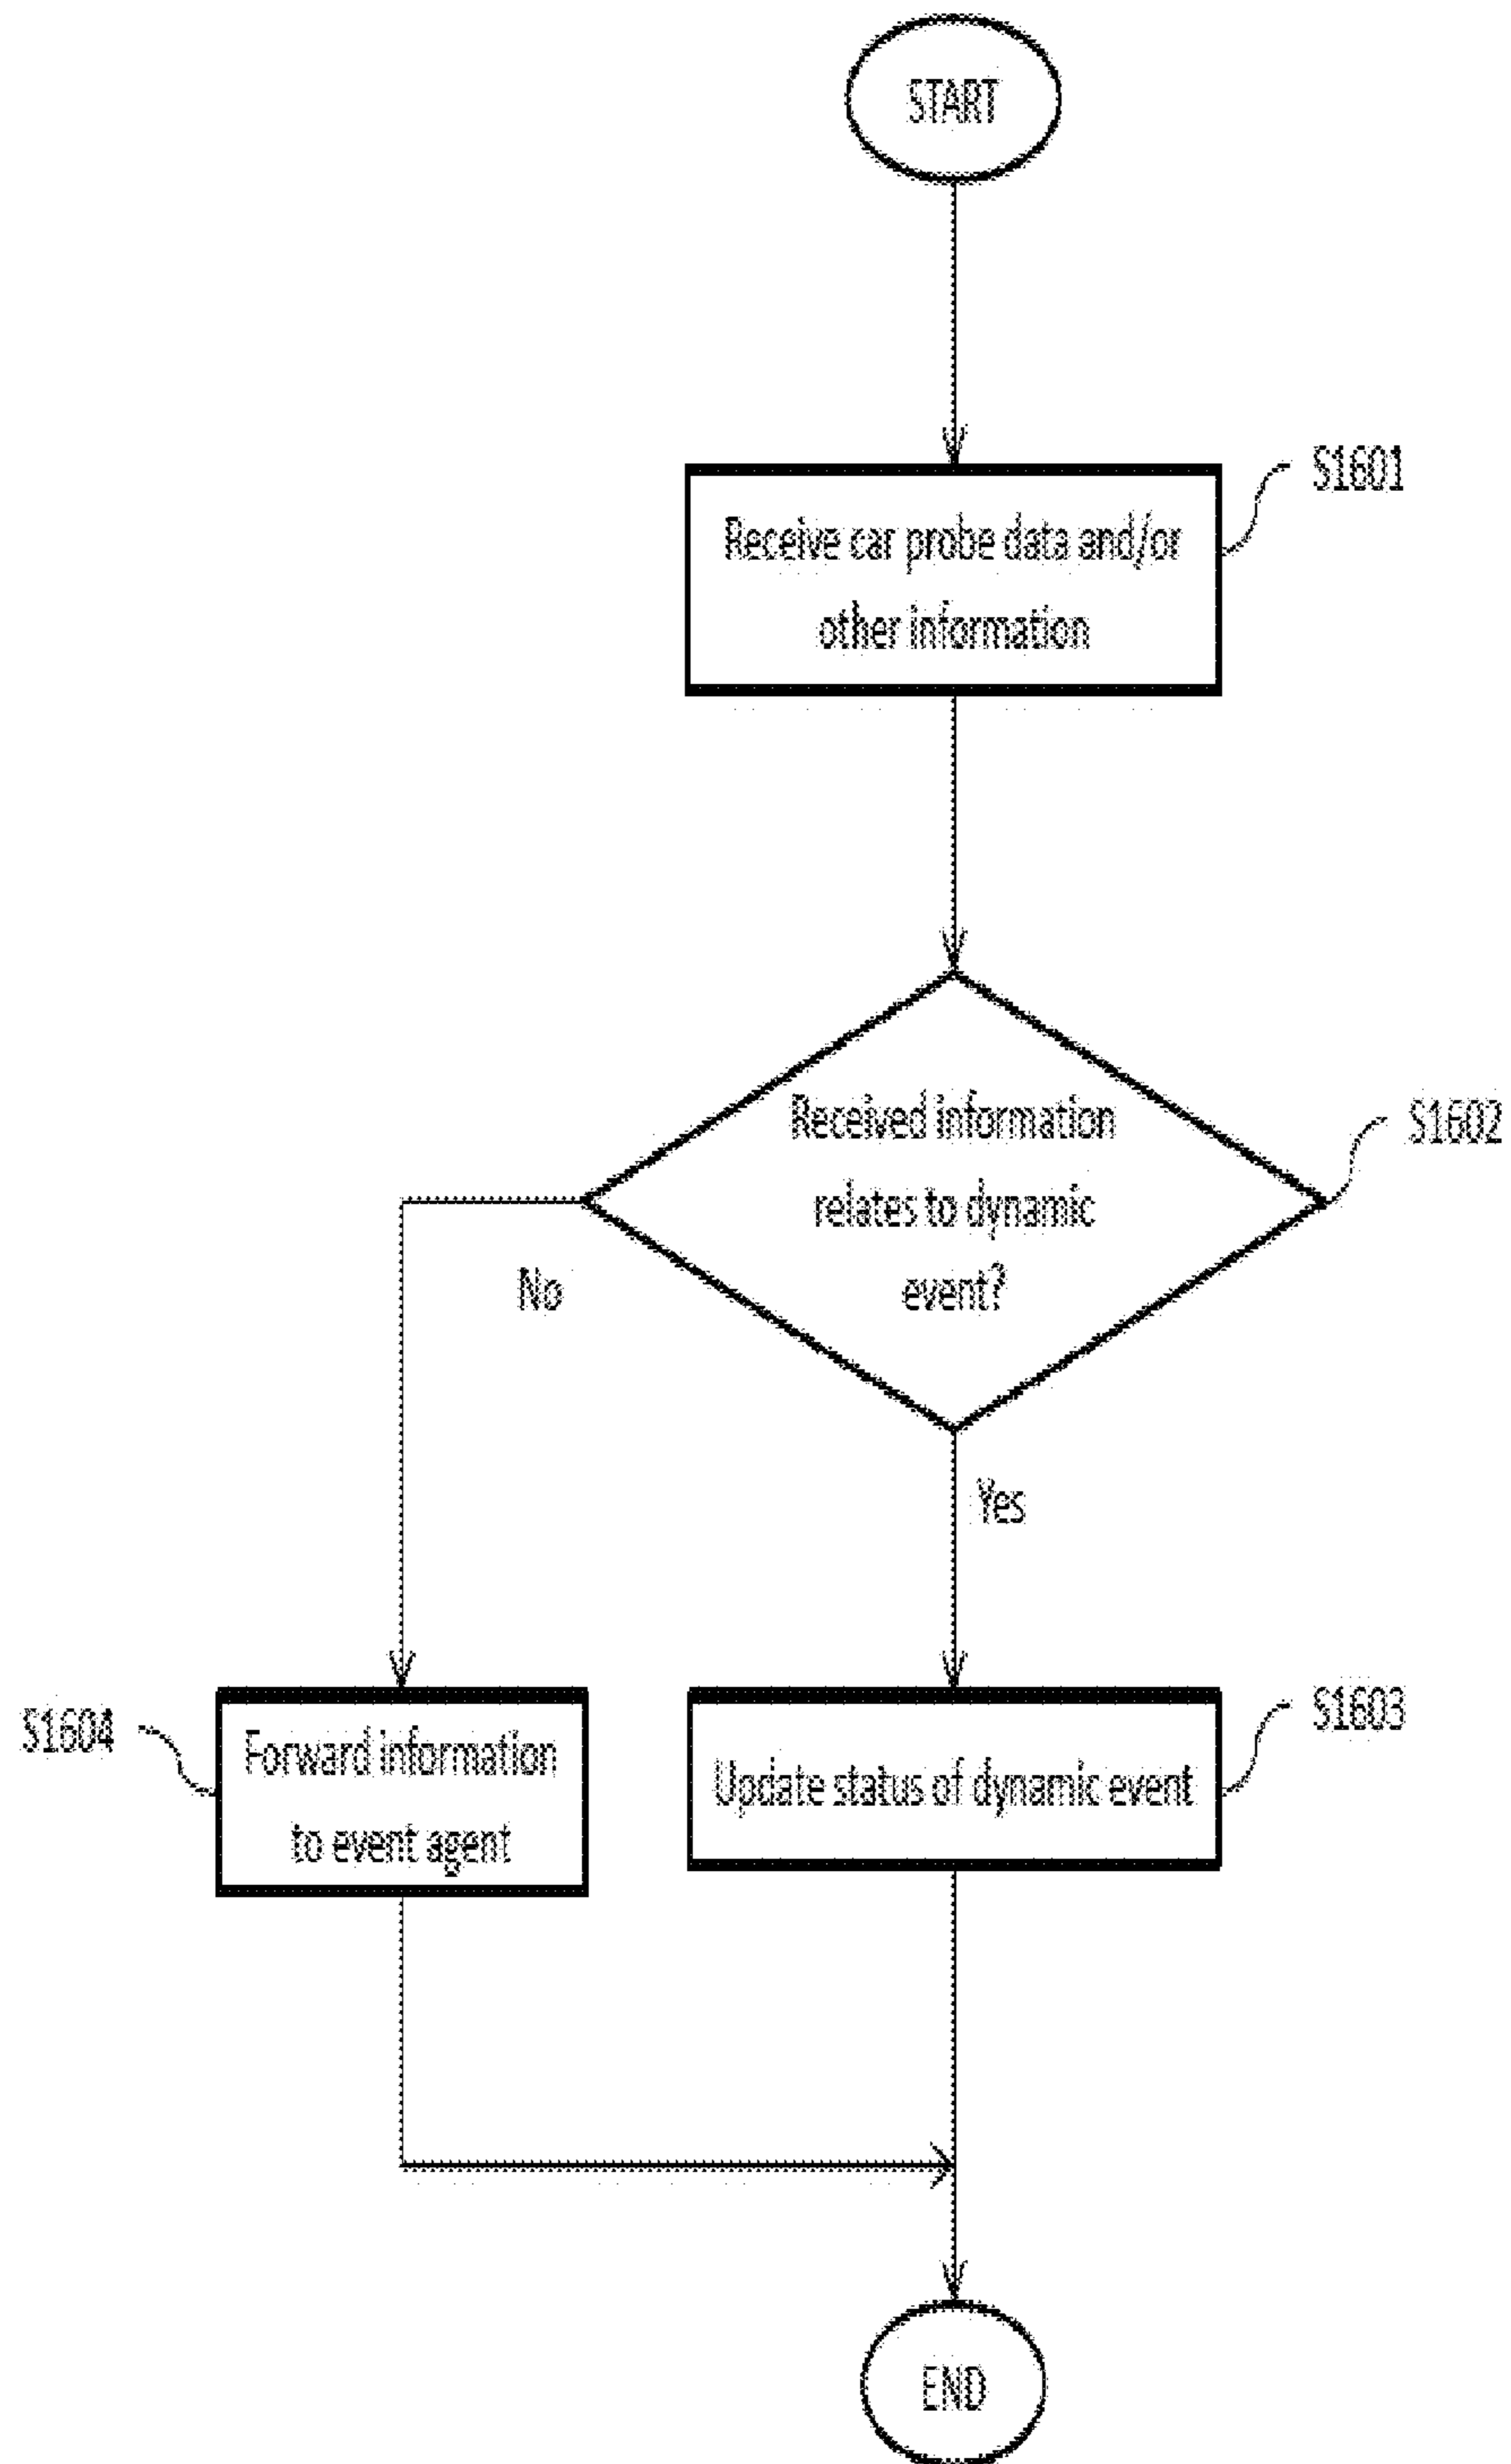 START
S1601
Receive car probe data and/or
other information
S1602
Received information
relates to dynamic
event?
No
Yes
S1604
Forward information
to event agent
S1603
Update status of dynamic event
END